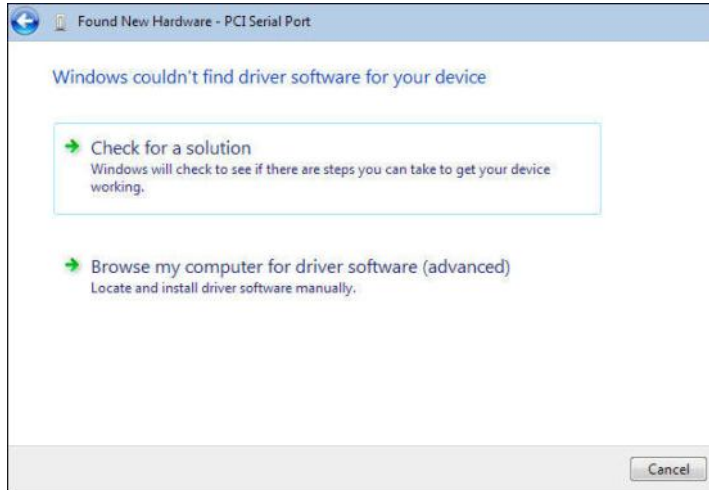 Found New Hardware - PCI Serial Port
Windows couldn't find driver software for your device
Check for a solution
Windows will check to see if there are steps you can take to get your device
working.
Browse my computer for driver software (advanced)
Locate and install driver software manually.
Cancel